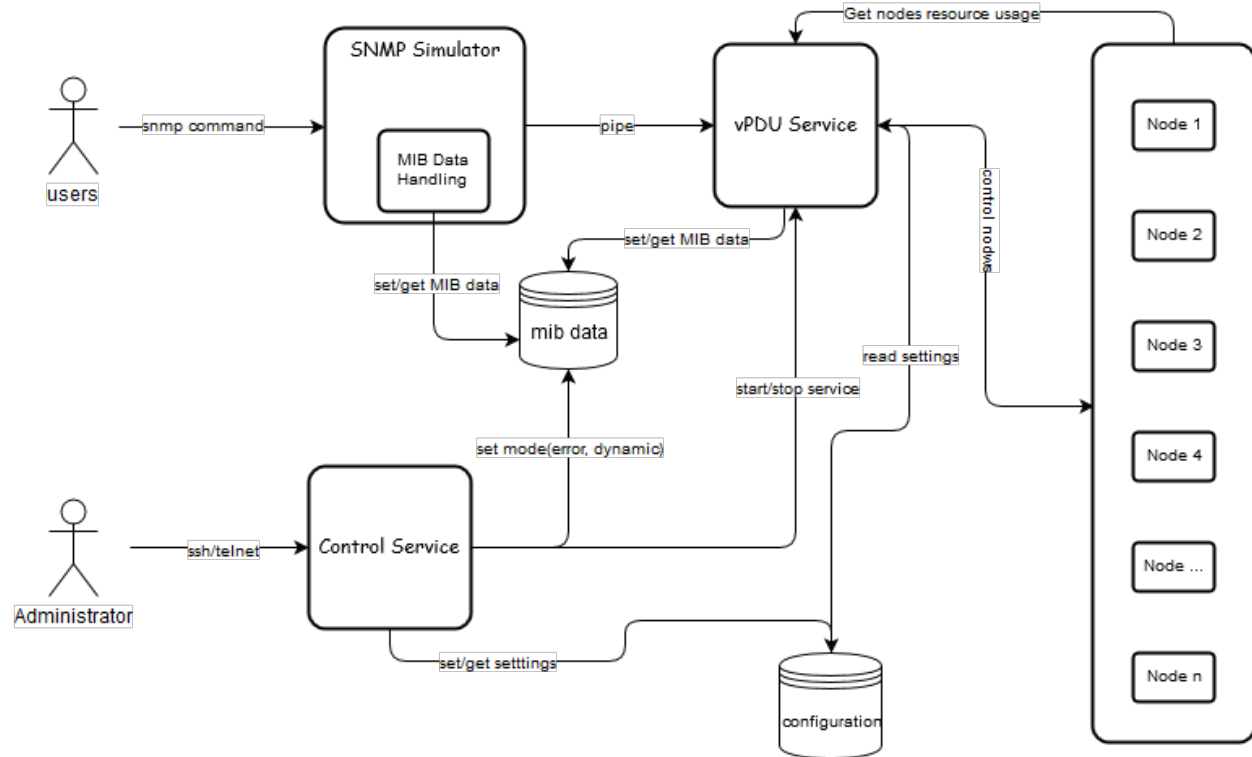 Get nodes resource usage
SNMP Simulator
vPDU Service
snmp command
pipe
MIB Data
Handling
users
Node 1
control nodws
Node 2
set/get MIB data
set/get MIB data
mib data
Node 3
read settings
start/stop service
set mode(error, dynamic)
Node 4
ssh/telnet
Control Service
Node ...
Administrator
set/get setttings
Node n
configuration